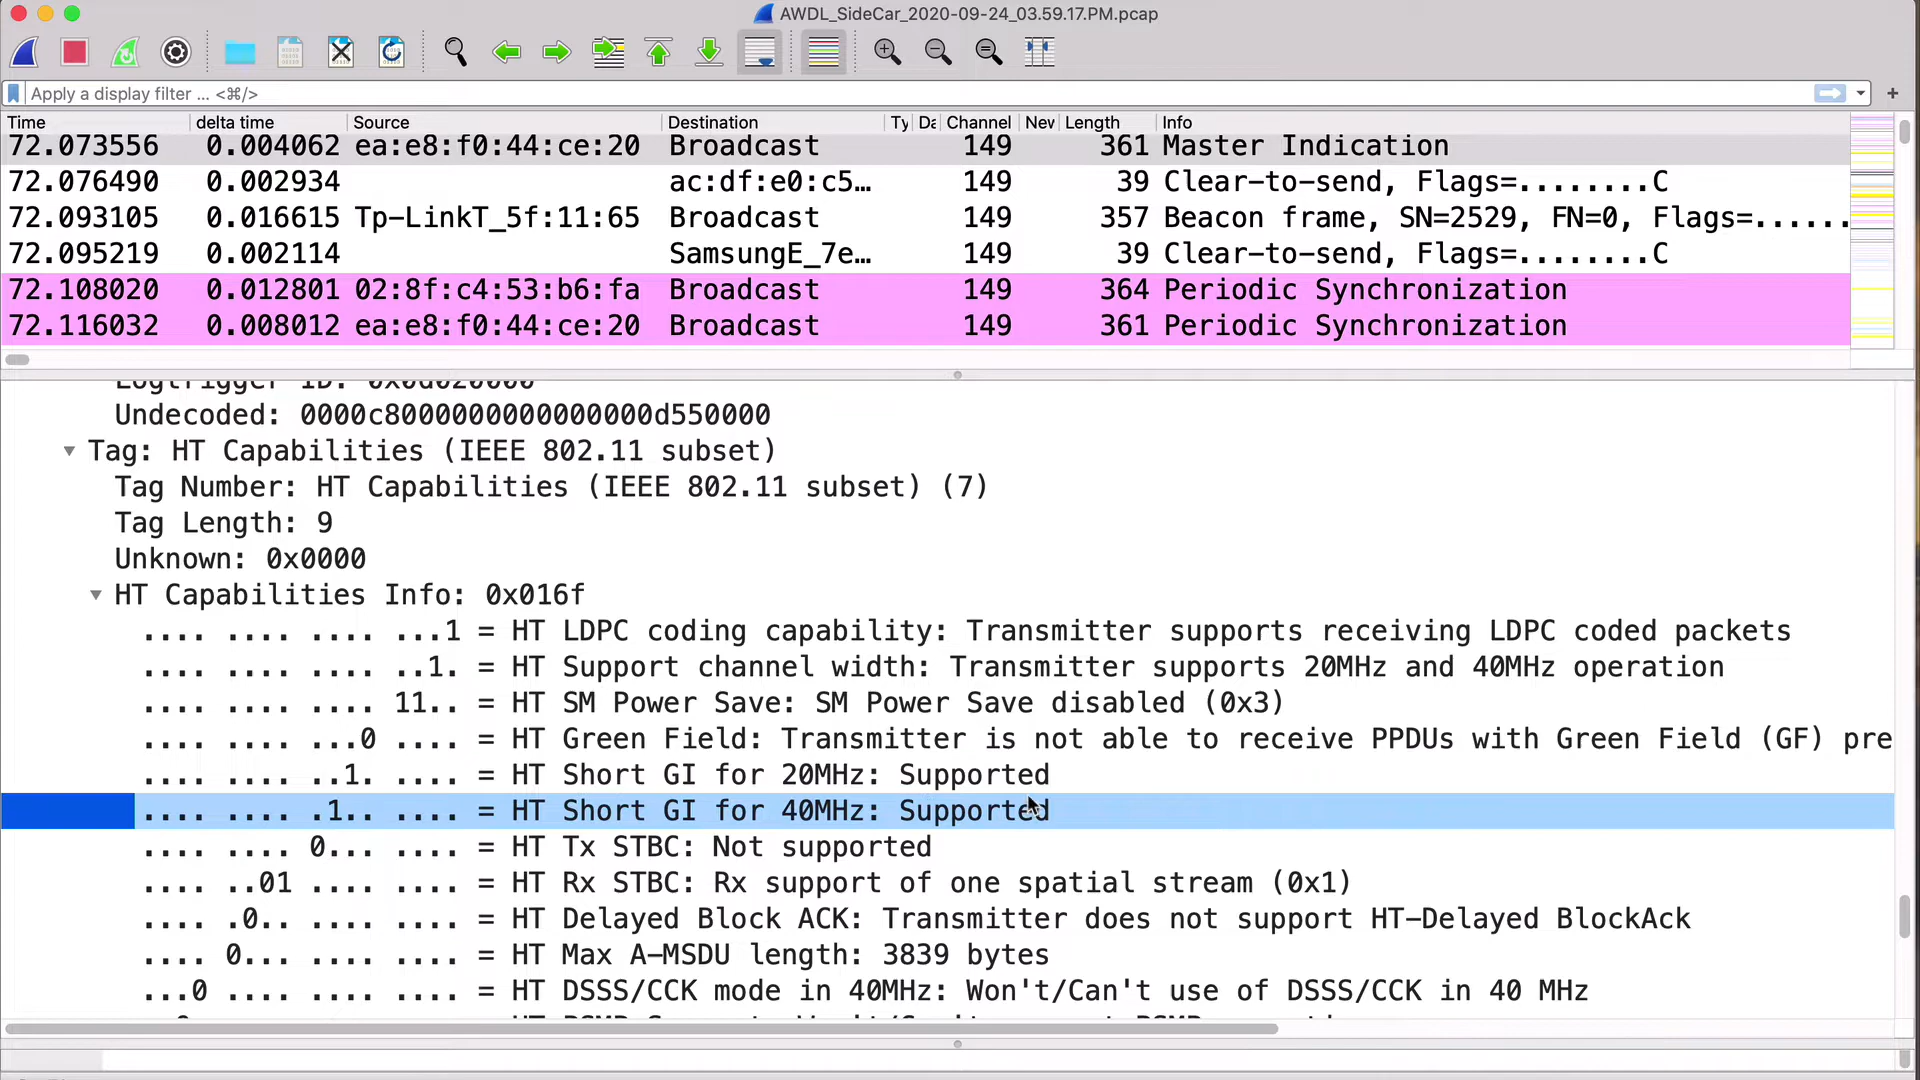 AWDL_SideCar_2020-09-24_03.59.17.PM.pcap
Apply a display filter ... <⌘/>
Time delta time Source Destination Ty Da Channel New Length Info
72.073556 0.004062 ea:e8:f0:44:ce:20 Broadcast 149 361 Master Indication
72.076490 0.002934 ac:df:e0:c5… 149 39 Clear-to-send, Flags=........C
72.093105 0.016615 Tp-LinkT_5f:11:65 Broadcast 149 357 Beacon frame, SN=2529, FN=0, Flags=......
72.095219 0.002114 SamsungE_7e… 149 39 Clear-to-send, Flags=........C
72.108020 0.012801 02:8f:c4:53:b6:fa Broadcast 149 364 Periodic Synchronization
72.116032 0.008012 ea:e8:f0:44:ce:20 Broadcast 149 361 Periodic Synchronization
LogTrigger ID: 0x0d020000
Undecoded: 0000c8000000000000000d550000
Tag: HT Capabilities (IEEE 802.11 subset)
Tag Number: HT Capabilities (IEEE 802.11 subset) (7)
Tag Length: 9
Unknown: 0x0000
HT Capabilities Info: 0x016f
.... .... .... ...1 = HT LDPC coding capability: Transmitter supports receiving LDPC coded packets
.... .... .... ..1. = HT Support channel width: Transmitter supports 20MHz and 40MHz operation
.... .... .... 11.. = HT SM Power Save: SM Power Save disabled (0x3)
.... .... ...0 .... = HT Green Field: Transmitter is not able to receive PPDUs with Green Field (GF) pre
.... .... ..1. .... = HT Short GI for 20MHz: Supported
.... .... .1.. .... = HT Short GI for 40MHz: Supported
.... .... 0... .... = HT Tx STBC: Not supported
.... ..01 .... .... = HT Rx STBC: Rx support of one spatial stream (0x1)
.... .0.. .... .... = HT Delayed Block ACK: Transmitter does not support HT-Delayed BlockAck
.... 0... .... .... = HT Max A-MSDU length: 3839 bytes
...0 .... .... .... = HT DSSS/CCK mode in 40MHz: Won't/Can't use of DSSS/CCK in 40 MHz